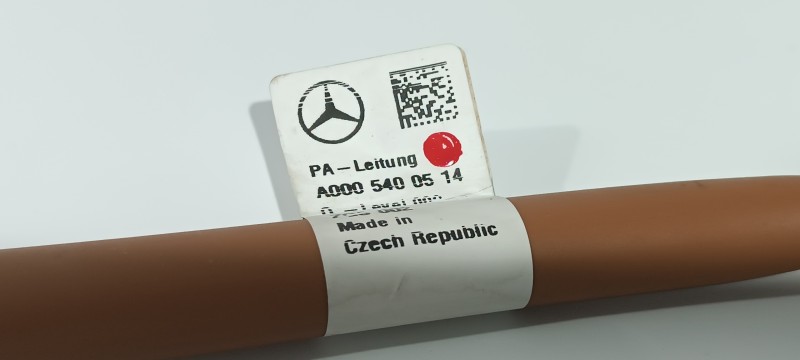 PA-Leitung
A000 540 05 14
Made in
Czech Republic